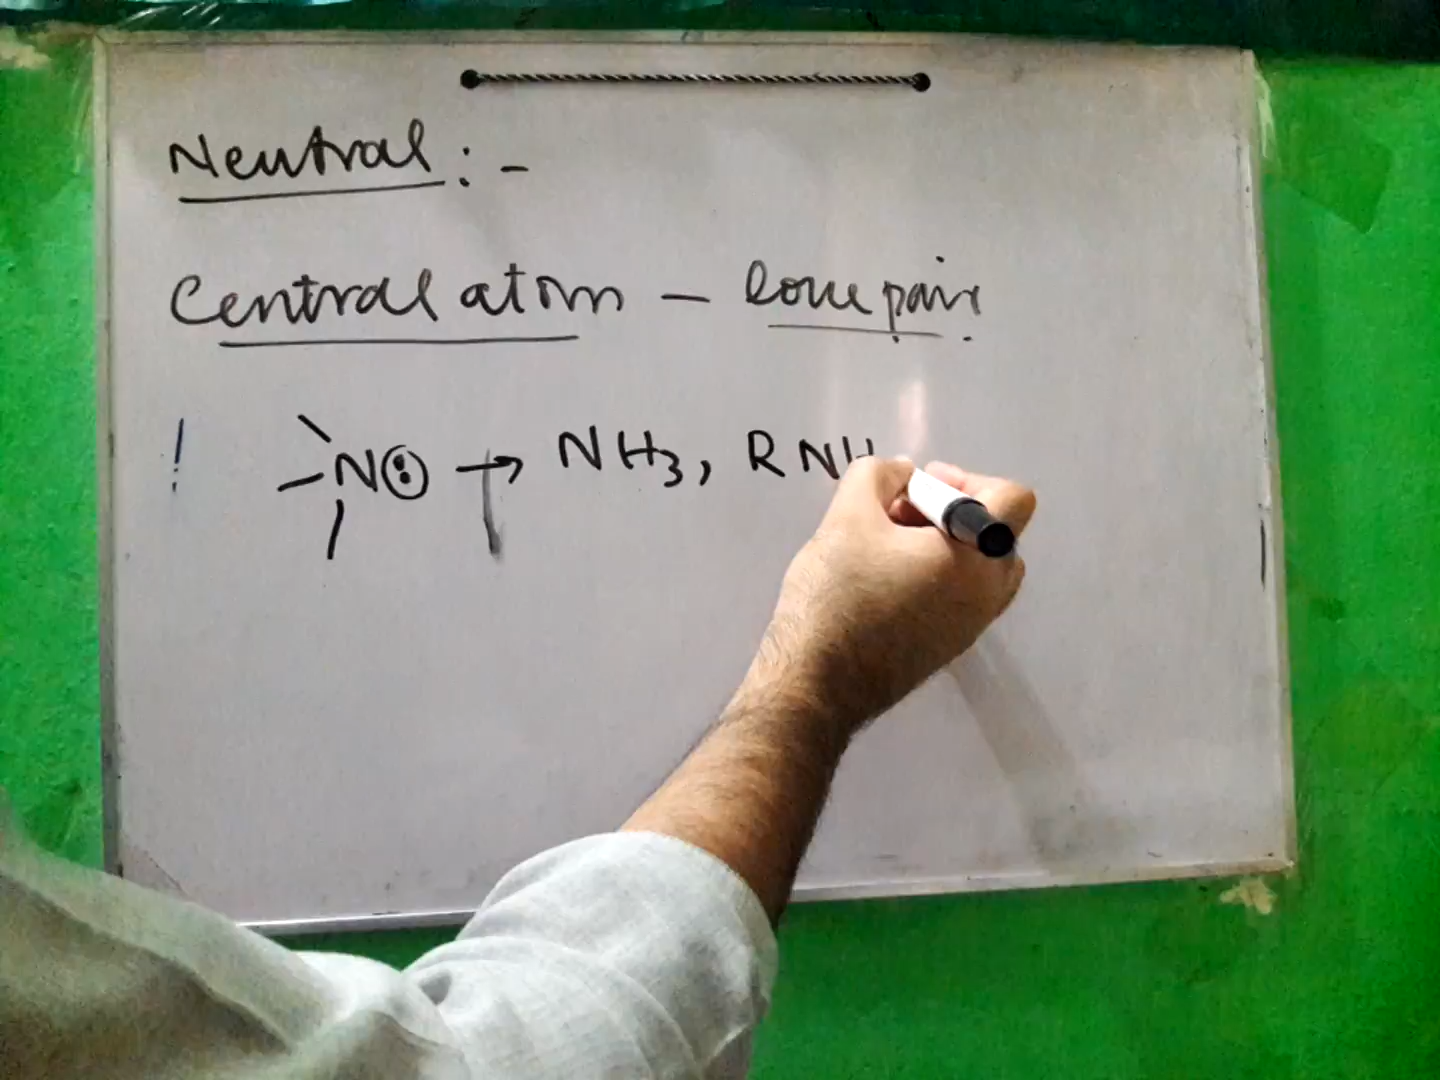 Neutral : -
Central atom - lone pair
! N: → NH3, RNH